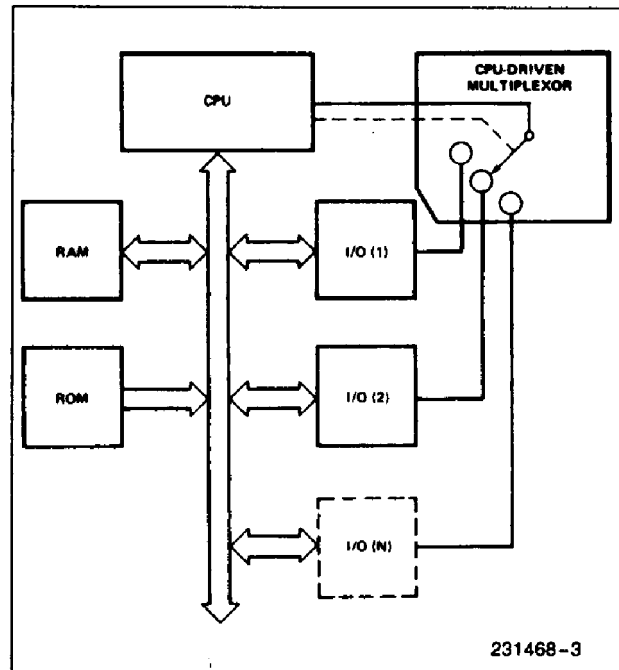 CPU-DRIVEN
MULTIPLEXOR
CPU
RAM
I/O (1)
ROM
I/O (2)
I/O (N)
231468-3